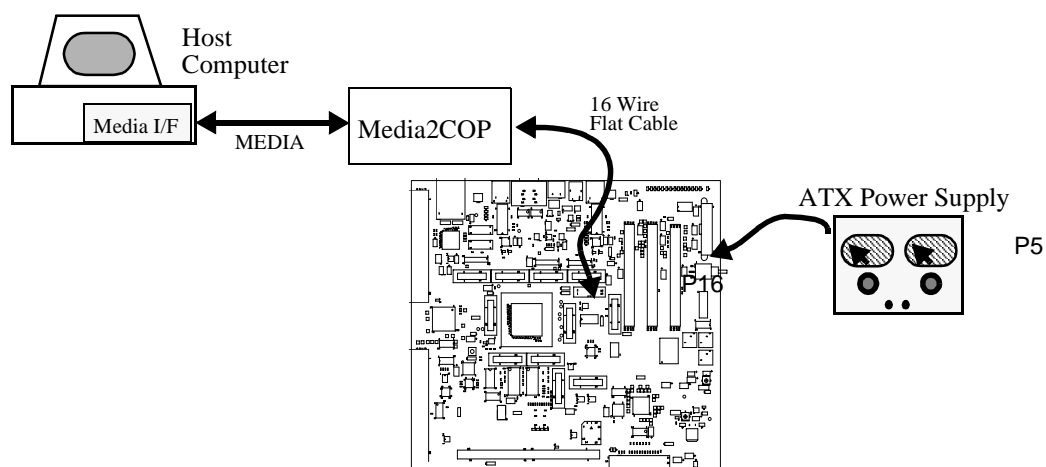 Host
Computer
Media I/F
MEDIA
Media2COP
16 Wire
Flat Cable
ATX Power Supply
P5
P16